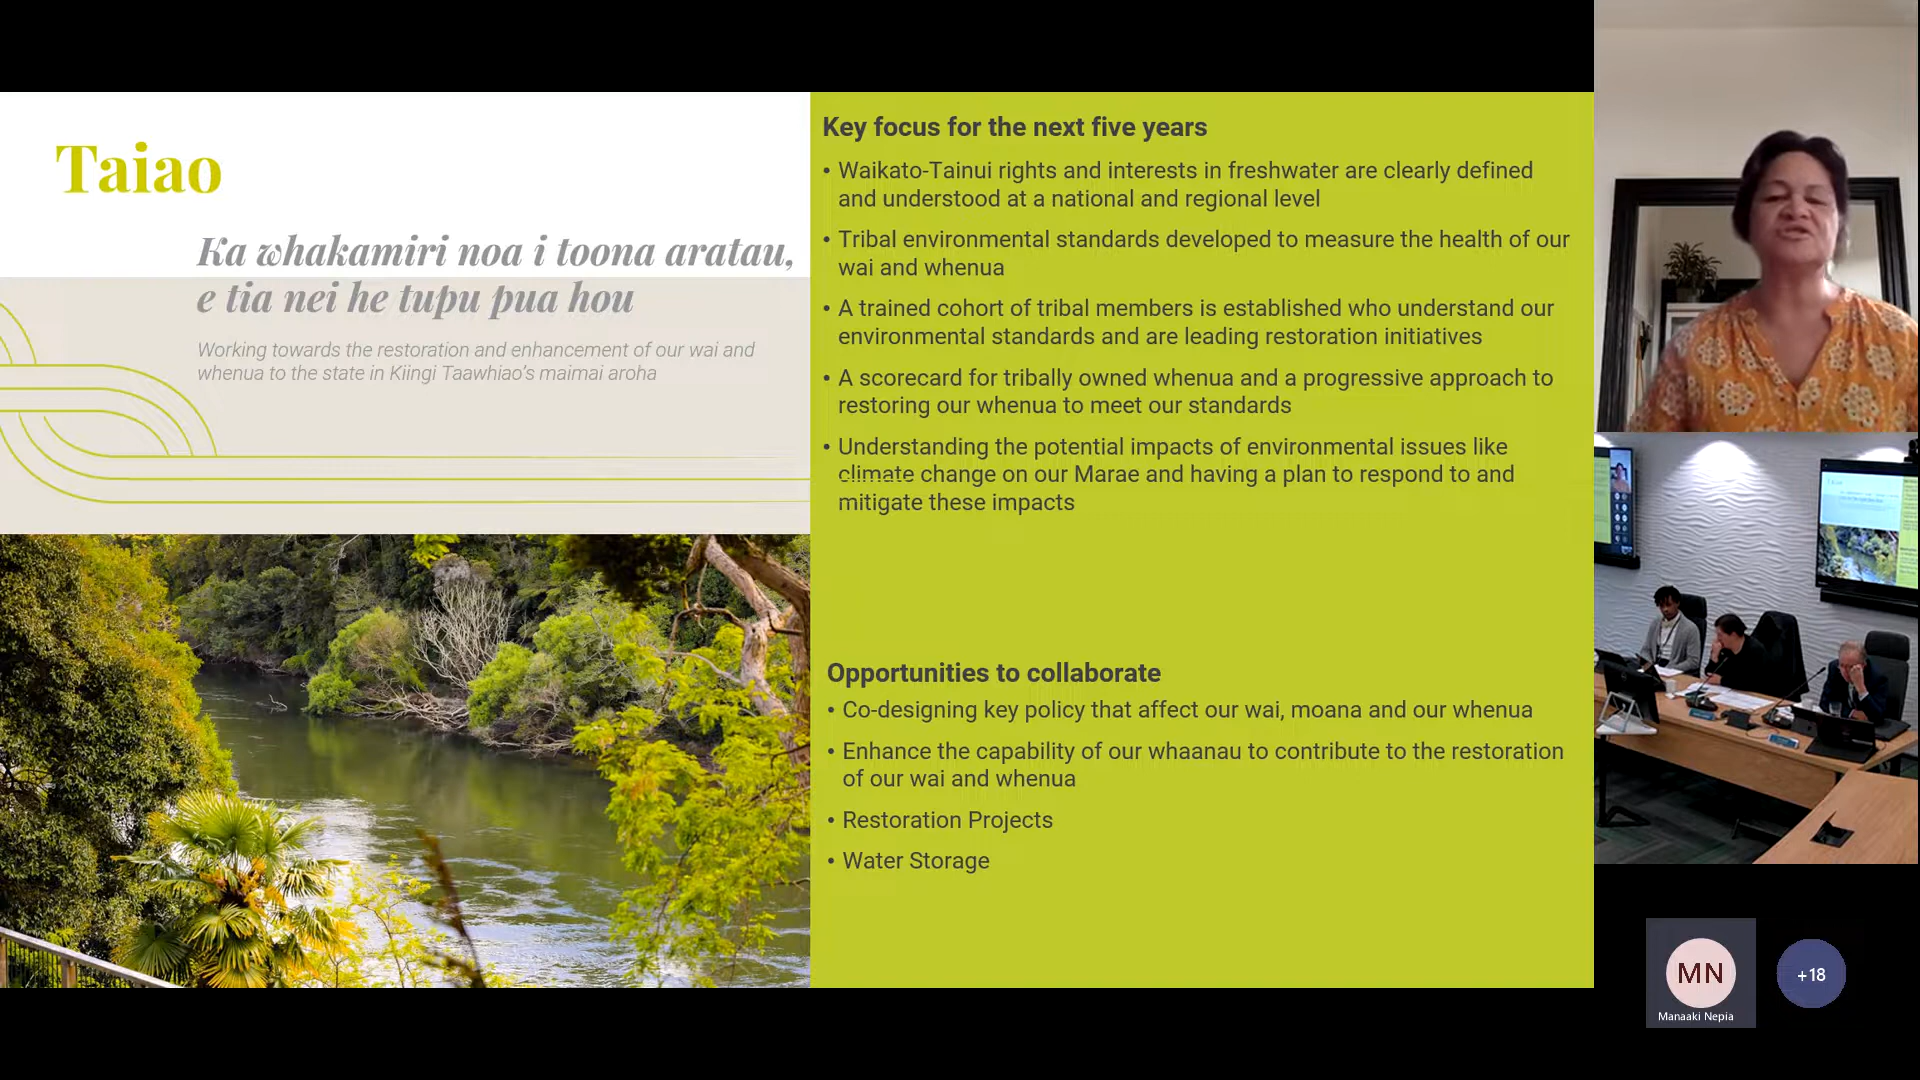 Taiao
Ka whakamiri noa i toona aratau,
e tia nei he tupu pua hou
Working towards the restoration and enhancement of our wai and
whenua to the state in Kiingi Taawhiao’s maimai aroha
Key focus for the next five years
• Waikato-Tainui rights and interests in freshwater are clearly defined
and understood at a national and regional level
• Tribal environmental standards developed to measure the health of our
wai and whenua
• A trained cohort of tribal members is established who understand our
environmental standards and are leading restoration initiatives
• A scorecard for tribally owned whenua and a progressive approach to
restoring our whenua to meet our standards
• Understanding the potential impacts of environmental issues like
climate change on our Marae and having a plan to respond to and
mitigate these impacts
Opportunities to collaborate
• Co-designing key policy that affect our wai, moana and our whenua
• Enhance the capability of our whaanau to contribute to the restoration
of our wai and whenua
• Restoration Projects
• Water Storage
MN
Manaaki Nepia
+18